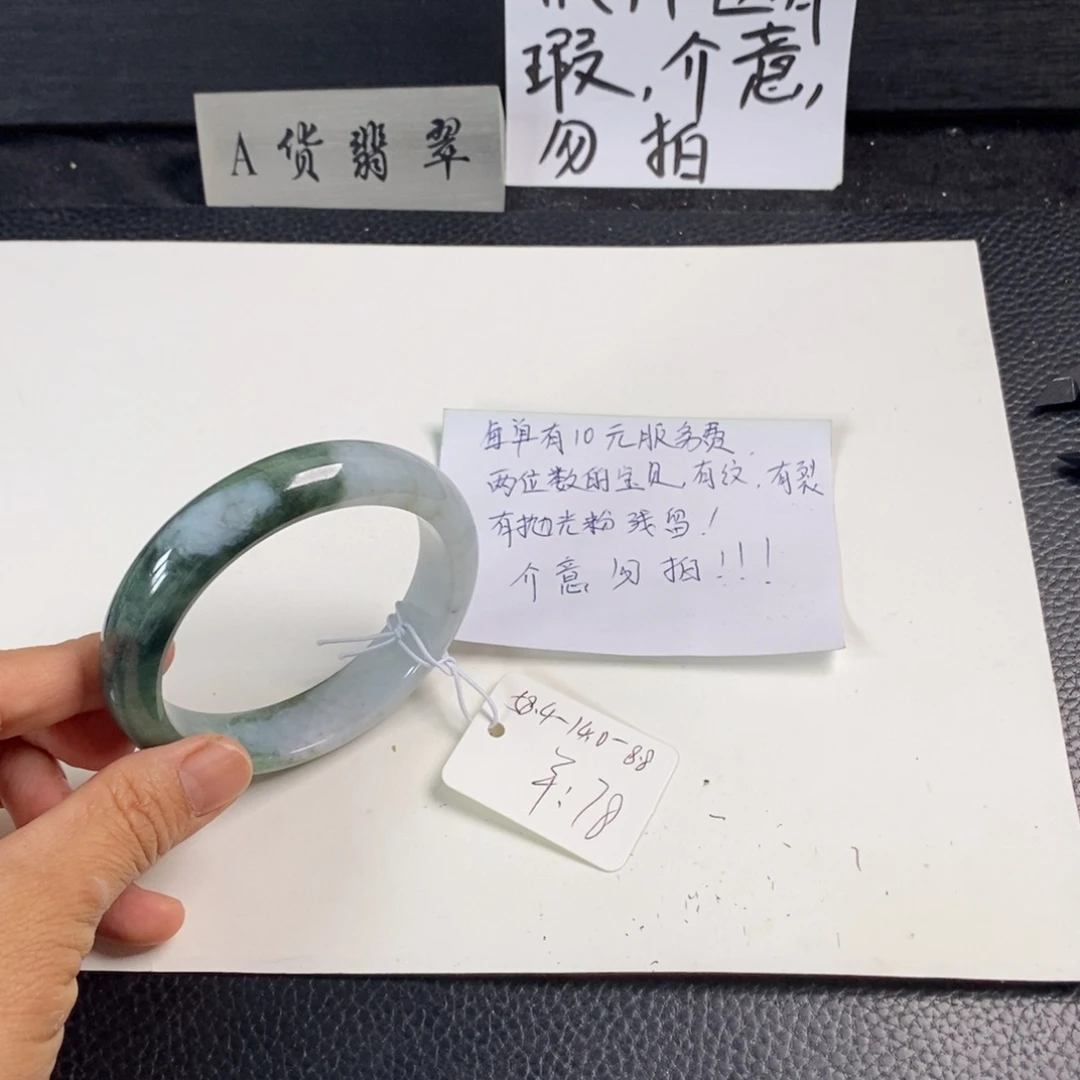 瑕,介意,
勿拍
A货翡翠
每单有10元服务费
两位数的宝贝,有纹,有裂
有抛光粉残留!
介意勿拍!!!
58.4-14.0-8.8
¥:78